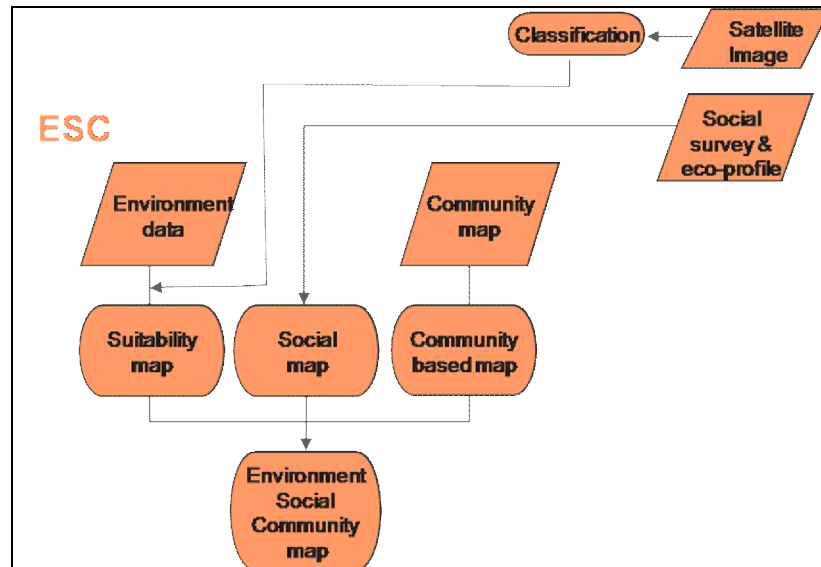 Classification
Satellite
Image
ESC
Social
survey &
eco-profile
Environment
data
Community
map
Suitability
map
Social
map
Community
based map
Environment
Social
Community
map